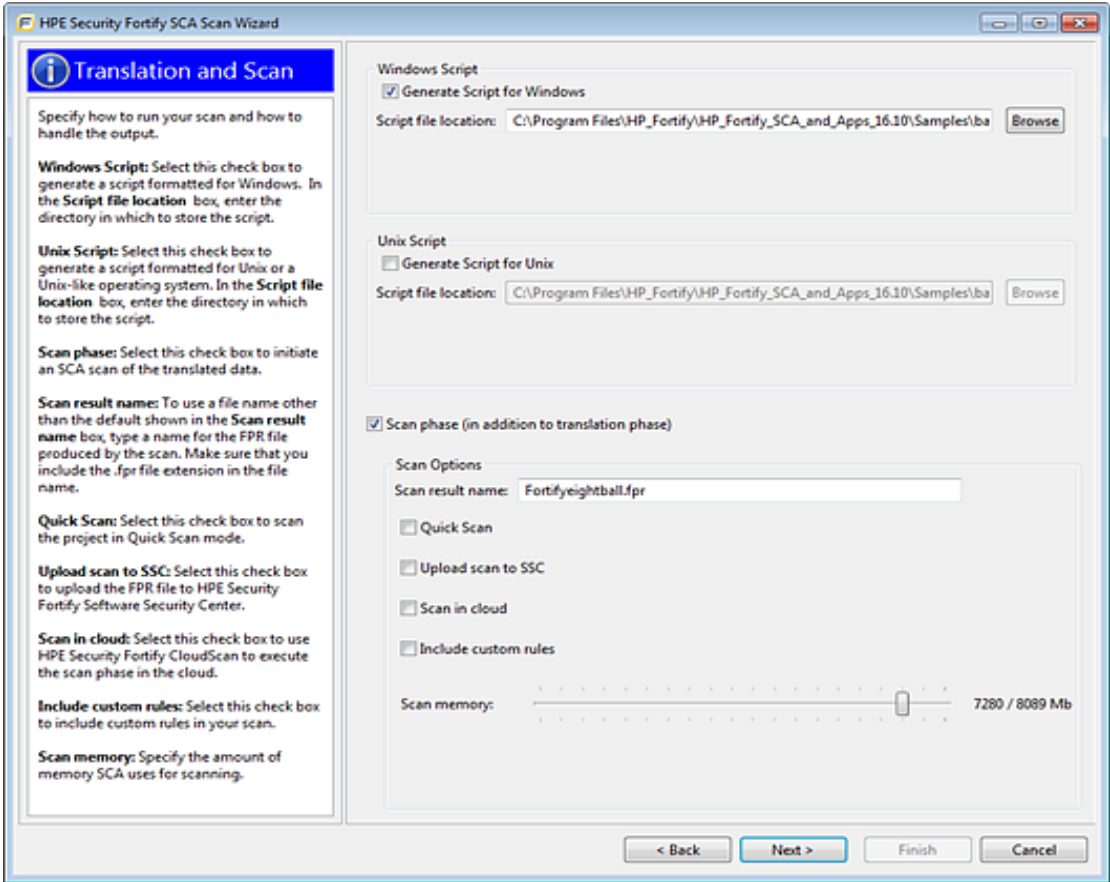 HPE Security Fortify SCA Scan Wizard
Translation and Scan
Specify how to run your scan and how to
handle the output.
Windows Script: Select this check box to
generate a script formatted for Windows. In
the Script file location box, enter the
directory in which to store the script.
Unix Script: Select this check box to
generate a script formatted for Unix or a
Unix-like operating system. In the Script file
location box, enter the directory in which
to store the script.
Scan phase: Select this check box to initiate
an SCA scan of the translated data.
Scan result name: To use a file name other
than the default shown in the Scan result
name box, type a name for the FPR file
produced by the scan. Make sure that you
include the .fpr file extension in the file
name.
Quick Scan: Select this check box to scan
the project in Quick Scan mode.
Upload scan to SSC: Select this check box
to upload the FPR file to HPE Security
Fortify Software Security Center.
Scan in cloud: Select this check box to use
HPE Security Fortify CloudScan to execute
the scan phase in the cloud.
Include custom rules: Select this check box
to include custom rules in your scan.
Scan memory: Specify the amount of
memory SCA uses for scanning.
Windows Script
Generate Script for Windows
Script file location: C:\Program Files\HP_Fortify\HP_Fortify_SCA_and_Apps_16.10\Samples\ba Browse
Unix Script
Generate Script for Unix
Script file location: C:\Program Files\HP_Fortify\HP_Fortify_SCA_and_Apps_16.10\Samples\ba Browse
Scan phase (in addition to translation phase)
Scan Options
Scan result name: Fortifyeightball.fpr
Quick Scan
Upload scan to SSC
Scan in cloud
Include custom rules
Scan memory: 7280 / 8089 Mb
< Back Next > Finish Cancel